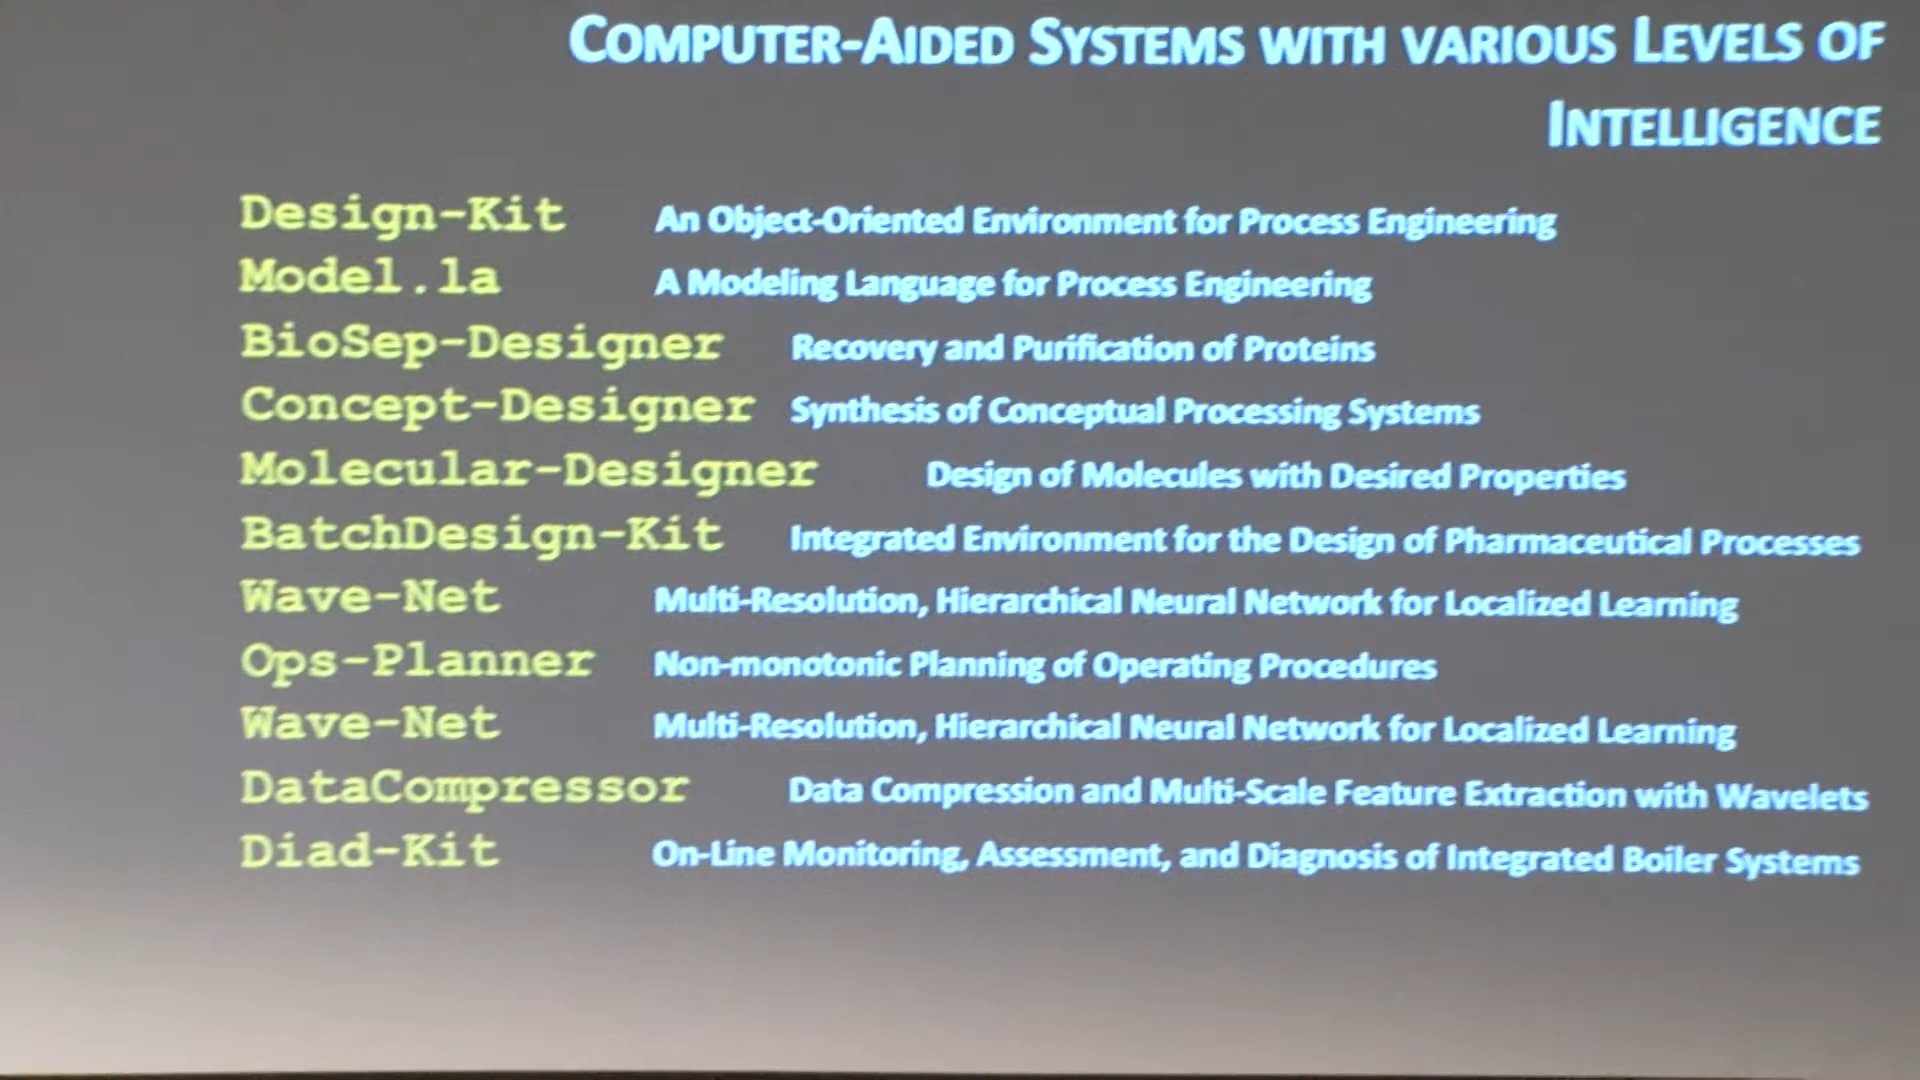 COMPUTER-AIDED SYSTEMS WITH VARIOUS LEVELS OF
INTELLIGENCE
Design-Kit An Object-Oriented Environment for Process Engineering
Model.la A Modeling Language for Process Engineering
BioSep-Designer Recovery and Purification of Proteins
Concept-Designer Synthesis of Conceptual Processing Systems
Molecular-Designer Design of Molecules with Desired Properties
BatchDesign-Kit Integrated Environment for the Design of Pharmaceutical Processes
Wave-Net Multi-Resolution, Hierarchical Neural Network for Localized Learning
Ops-Planner Non-monotonic Planning of Operating Procedures
Wave-Net Multi-Resolution, Hierarchical Neural Network for Localized Learning
DataCompressor Data Compression and Multi-Scale Feature Extraction with Wavelets
Diad-Kit On-Line Monitoring, Assessment, and Diagnosis of Integrated Boiler Systems